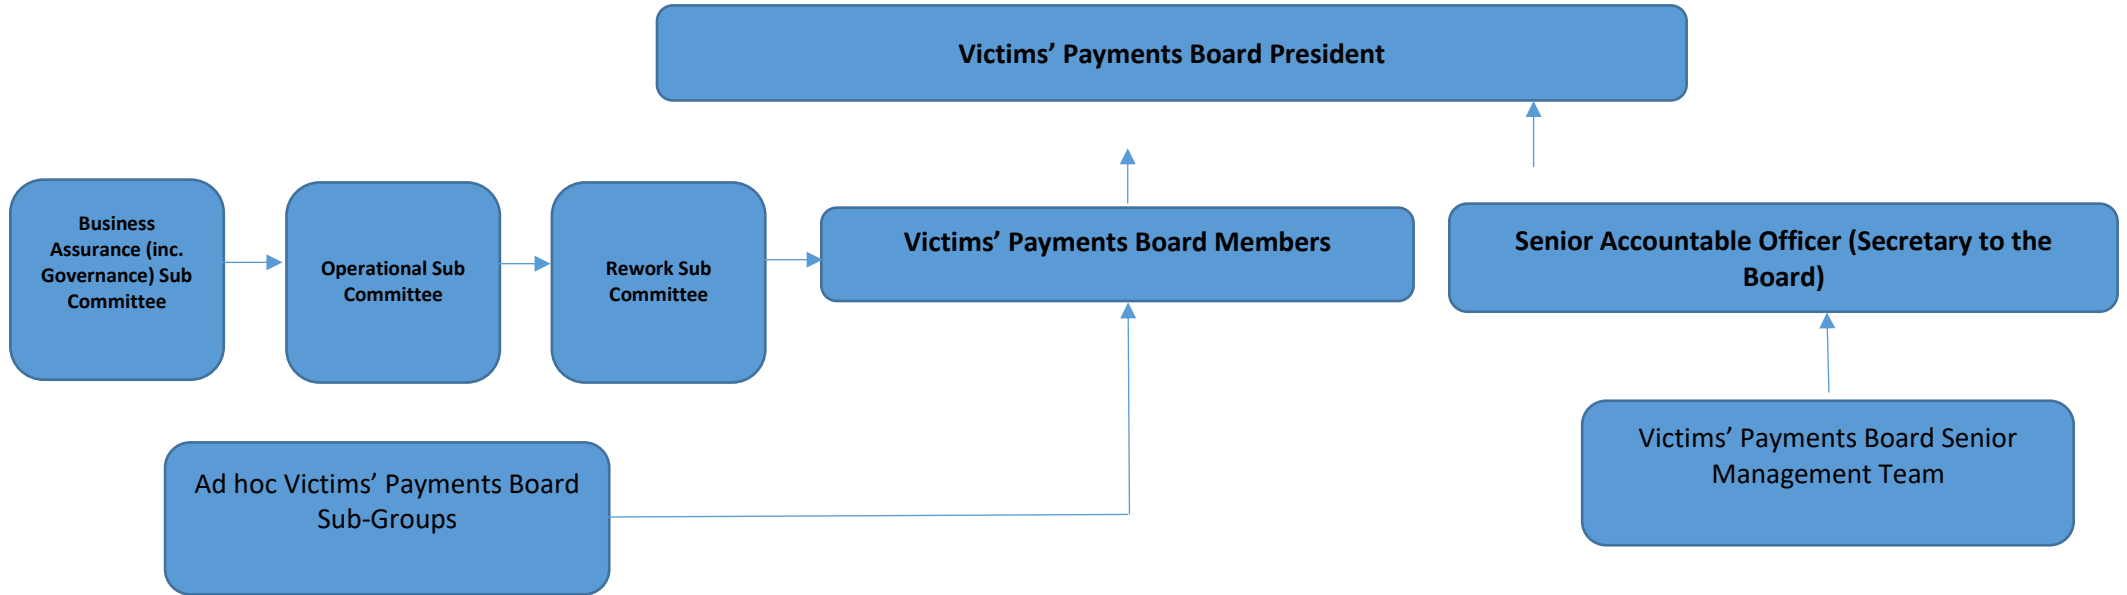 Victims’ Payments Board President
Business
Assurance (inc.
Governance) Sub
Committee
Operational Sub
Committee
Rework Sub
Committee
Victims’ Payments Board Members
Senior Accountable Officer (Secretary to the
Board)
Ad hoc Victims’ Payments Board
Sub-Groups
Victims’ Payments Board Senior
Management Team